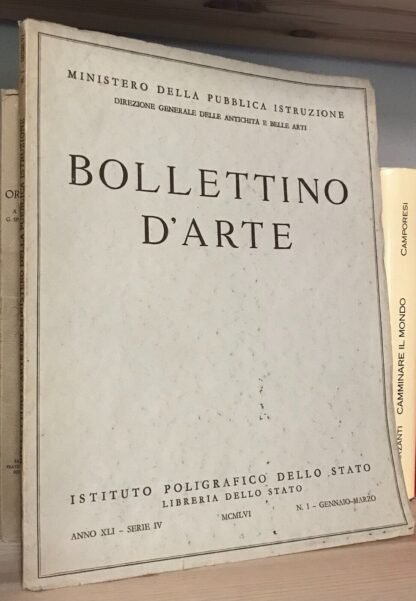 MINISTERO DELLA PUBBLICA ISTRUZIONE
DIREZIONE GENERALE DELLE ANTICHITÀ E BELLE ARTI
BOLLETTINO
D'ARTE
ISTITUTO POLIGRAFICO DELLO STATO
LIBRERIA DELLO STATO
ANNO XLI – SERIE IV
MCMLVI
N. 1 – GENNAIO-MARZO
CAMPORESI
CAMMINARE IL MONDO